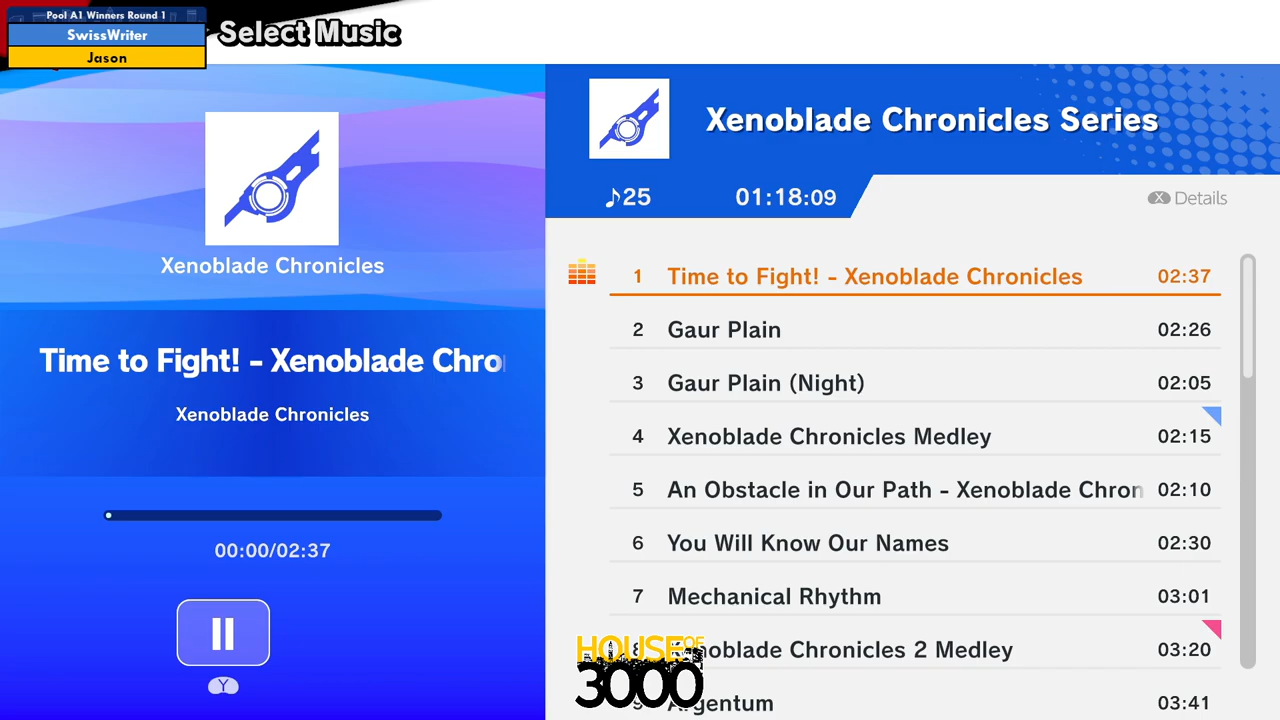 Pool A1 Winners Round 1
SwissWriter
Jason
Select Music
Xenoblade Chronicles
Time to Fight! - Xenoblade Chro
Xenoblade Chronicles
00:00/02:37
Y
Xenoblade Chronicles Series
♪25 01:18:09
X Details
1 Time to Fight! - Xenoblade Chronicles 02:37
2 Gaur Plain 02:26
3 Gaur Plain (Night) 02:05
4 Xenoblade Chronicles Medley 02:15
5 An Obstacle in Our Path - Xenoblade Chron 02:10
6 You Will Know Our Names 02:30
7 Mechanical Rhythm 03:01
8 noblade Chronicles 2 Medley 03:20
9 Argentum 03:41
HOUSE OF
3000